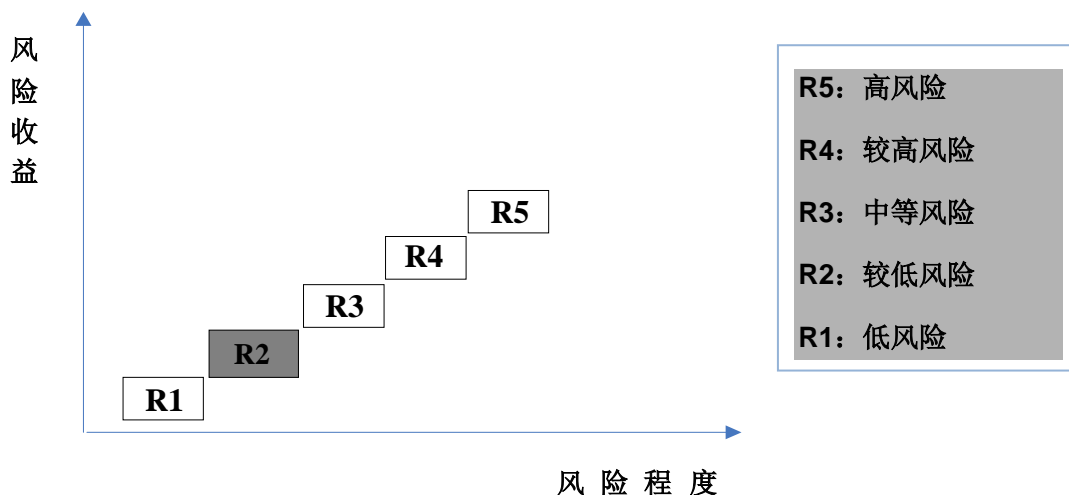 风
险
收
益
R5
R4
R3
R2
R1
风 险 程 度
R5：高风险
R4：较高风险
R3：中等风险
R2：较低风险
R1：低风险